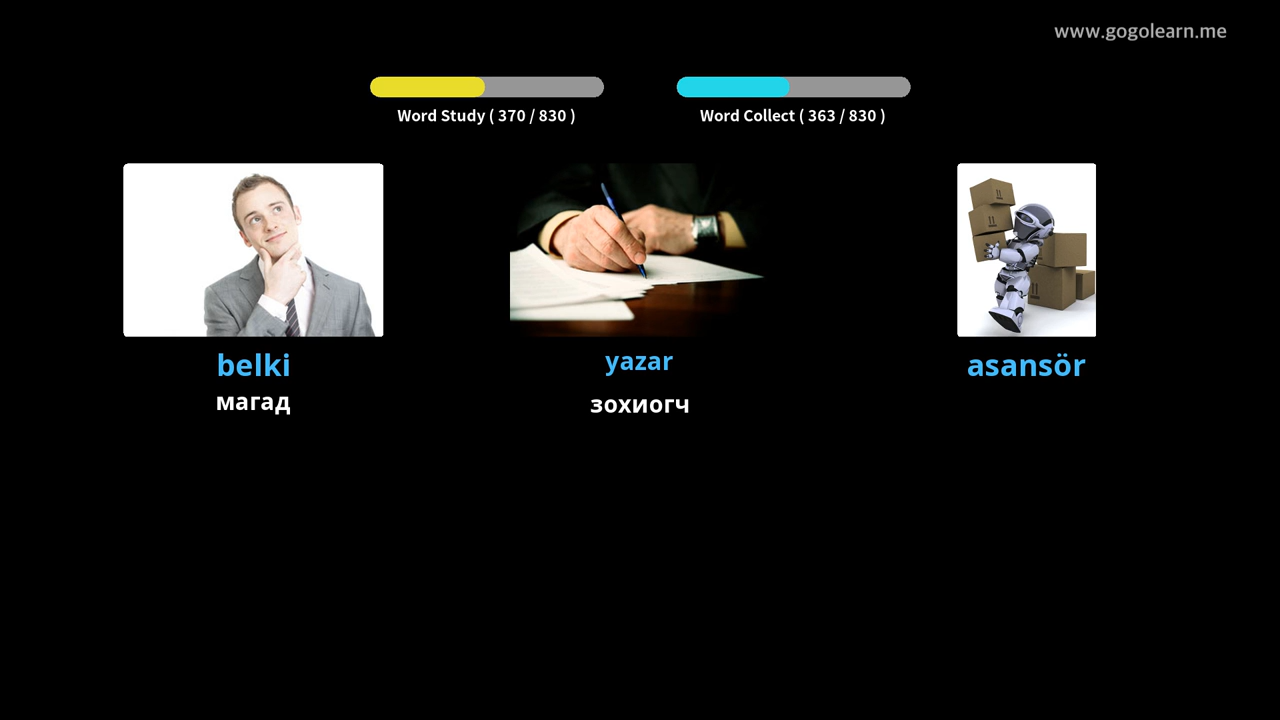 www.gogolearn.me
Word Study ( 370 / 830 )
Word Collect ( 363 / 830 )
belki
магад
yazar
зохиогч
asansör